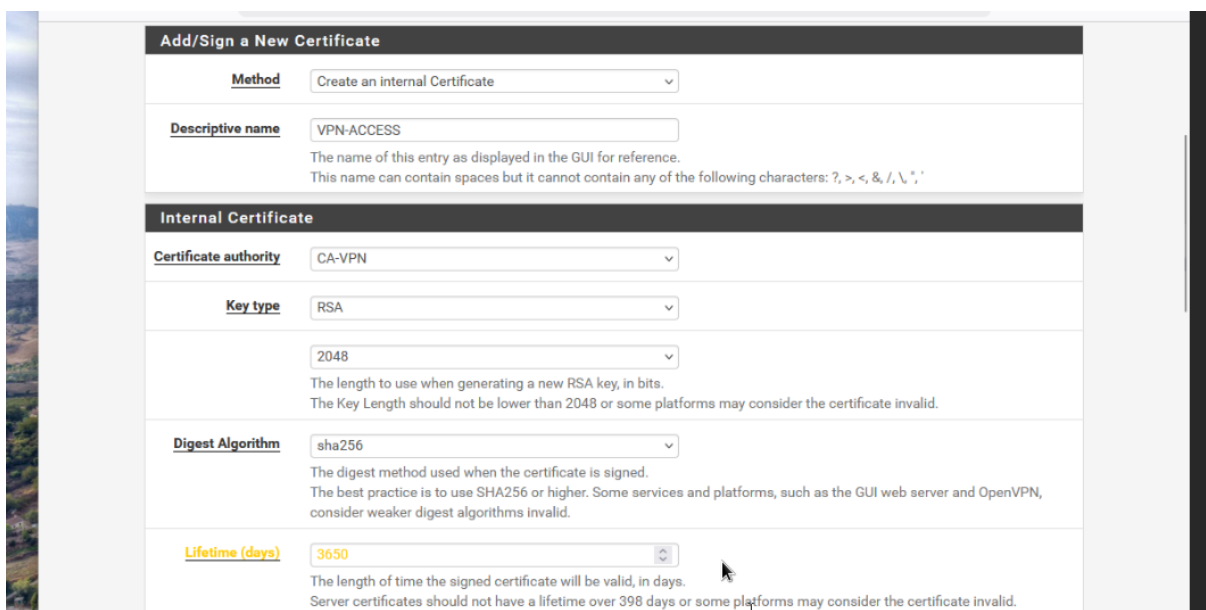 Add/Sign a New Certificate
Method Create an internal Certificate
Descriptive name VPN-ACCESS
The name of this entry as displayed in the GUI for reference.
This name can contain spaces but it cannot contain any of the following characters: ?, >, <, &, /, \, ", '
Internal Certificate
Certificate authority CA-VPN
Key type RSA
2048
The length to use when generating a new RSA key, in bits.
The Key Length should not be lower than 2048 or some platforms may consider the certificate invalid.
Digest Algorithm sha256
The digest method used when the certificate is signed.
The best practice is to use SHA256 or higher. Some services and platforms, such as the GUI web server and OpenVPN,
consider weaker digest algorithms invalid.
Lifetime (days) 3650
The length of time the signed certificate will be valid, in days.
Server certificates should not have a lifetime over 398 days or some platforms may consider the certificate invalid.